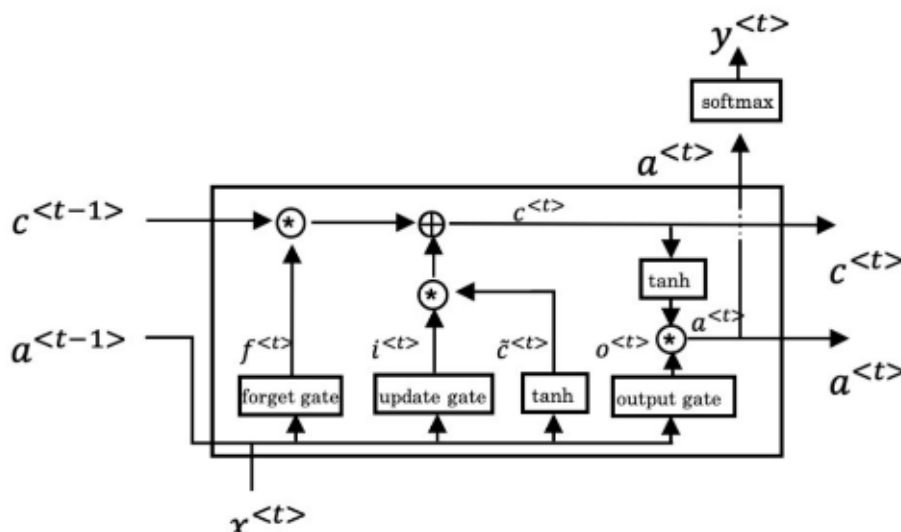 y<t>
softmax
a<t>
c<t−1>
*
⊕
c<t>
c<t>
tanh
*
a<t−1>
f<t>
i<t>
c̃<t>
o<t>
*
a<t>
a<t>
forget gate
update gate
tanh
output gate
x<t>